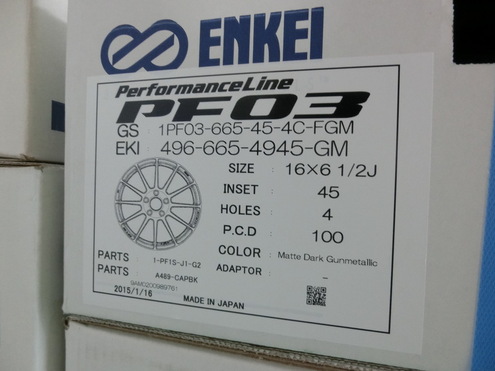 ENKEI
PerformanceLine
PF03
GS : 1PF03-665-45-4C-FGM
EKI : 496-665-4945-GM
SIZE : 16×6 1/2J
INSET : 45
HOLES : 4
P.C.D : 100
COLOR : Matte Dark Gunmetallic
ADAPTOR : -
PARTS : 1-PF1S-J1-G2
PARTS : A489-CAPBK
9AM0200989761
2015/1/16
MADE IN JAPAN